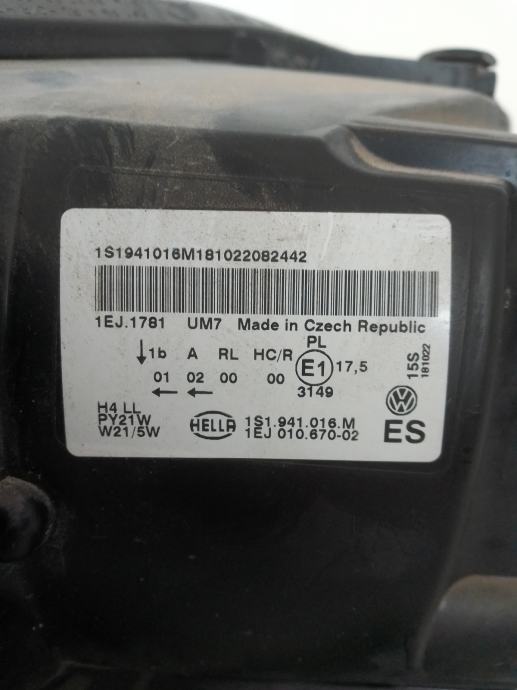 1S1941016M181022082442
1EJ.1781 UM7 Made in Czech Republic
PL
↓1b A RL HC/R E1 17,5
01 02 00 00
← ←
3149
15S
181022
H4 LL
PY21W
W21/5W
HELLA
1S1.941.016.M
1EJ 010.670-02
VW
ES